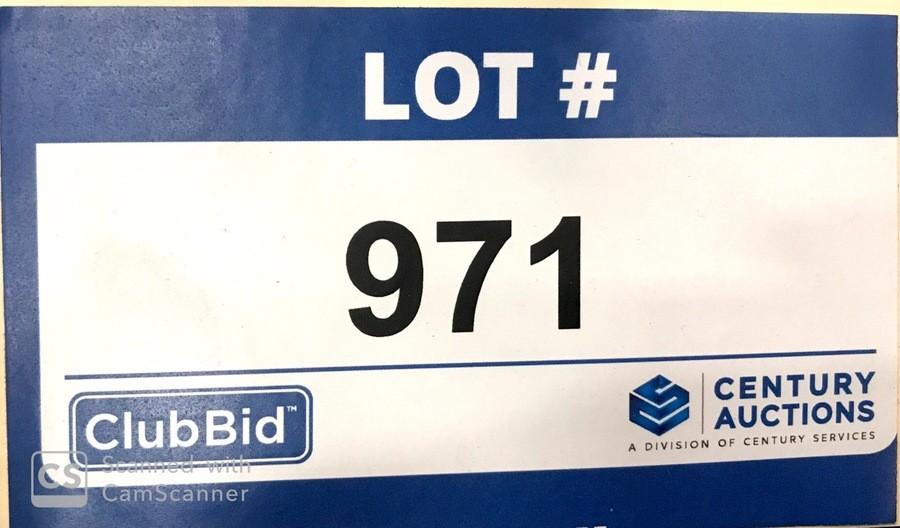 LOT #
971
ClubBid™
CENTURY
AUCTIONS
A DIVISION OF CENTURY SERVICES
CS
Scanned with
CamScanner